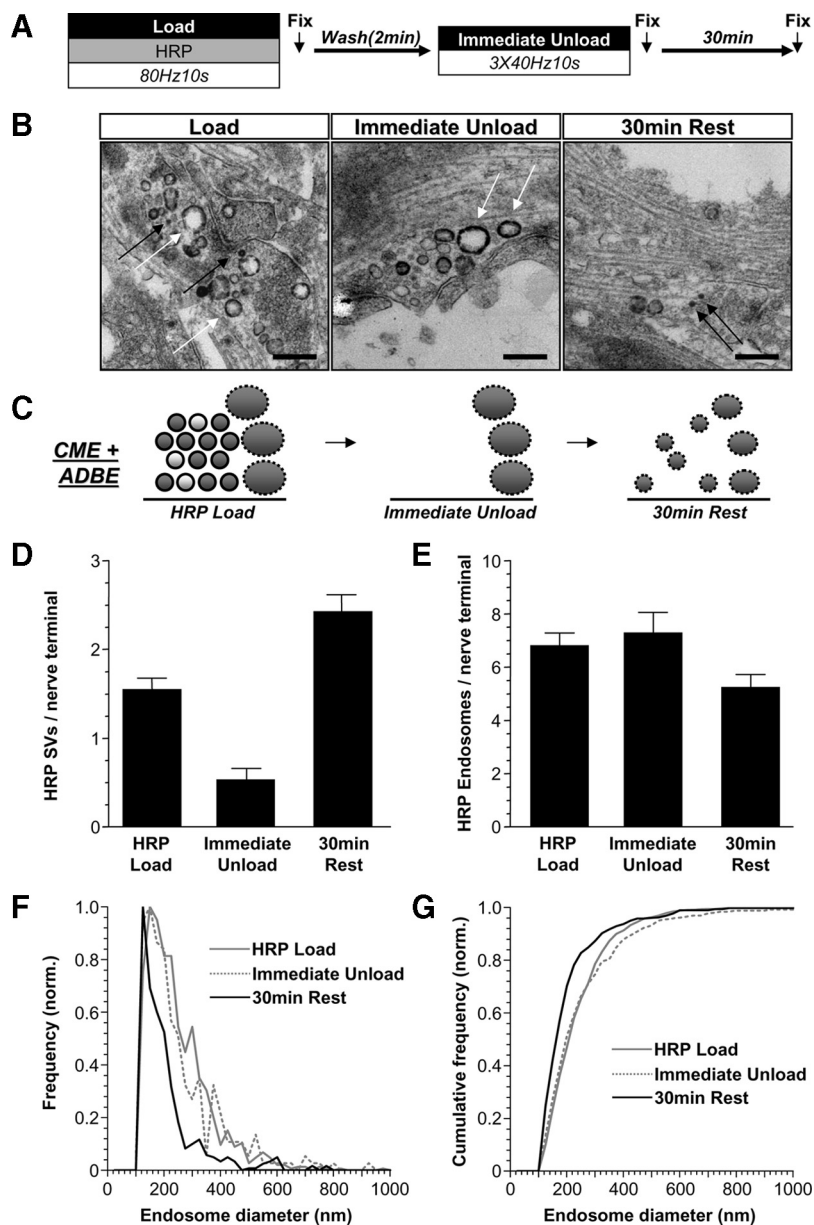 A
Load
HRP
80Hz10s
Fix
Wash(2min)
Immediate Unload
3X40Hz10s
Fix
30min
Fix
B
Load
Immediate Unload
30min Rest
C
CME +
ADBE
HRP Load
Immediate Unload
30min Rest
D
HRP SVs / nerve terminal
3
2
1
0
HRP
Load
Immediate
Unload
30min
Rest
E
HRP Endosomes / nerve terminal
10
8
6
4
2
0
HRP
Load
Immediate
Unload
30min
Rest
F
Frequency (norm.)
1.0
0.8
0.6
0.4
0.2
0
HRP Load
Immediate Unload
30min Rest
0 200 400 600 800 1000
Endosome diameter (nm)
G
Cumulative frequency (norm.)
1.0
0.8
0.6
0.4
0.2
0
HRP Load
Immediate Unload
30min Rest
0 200 400 600 800 1000
Endosome diameter (nm)